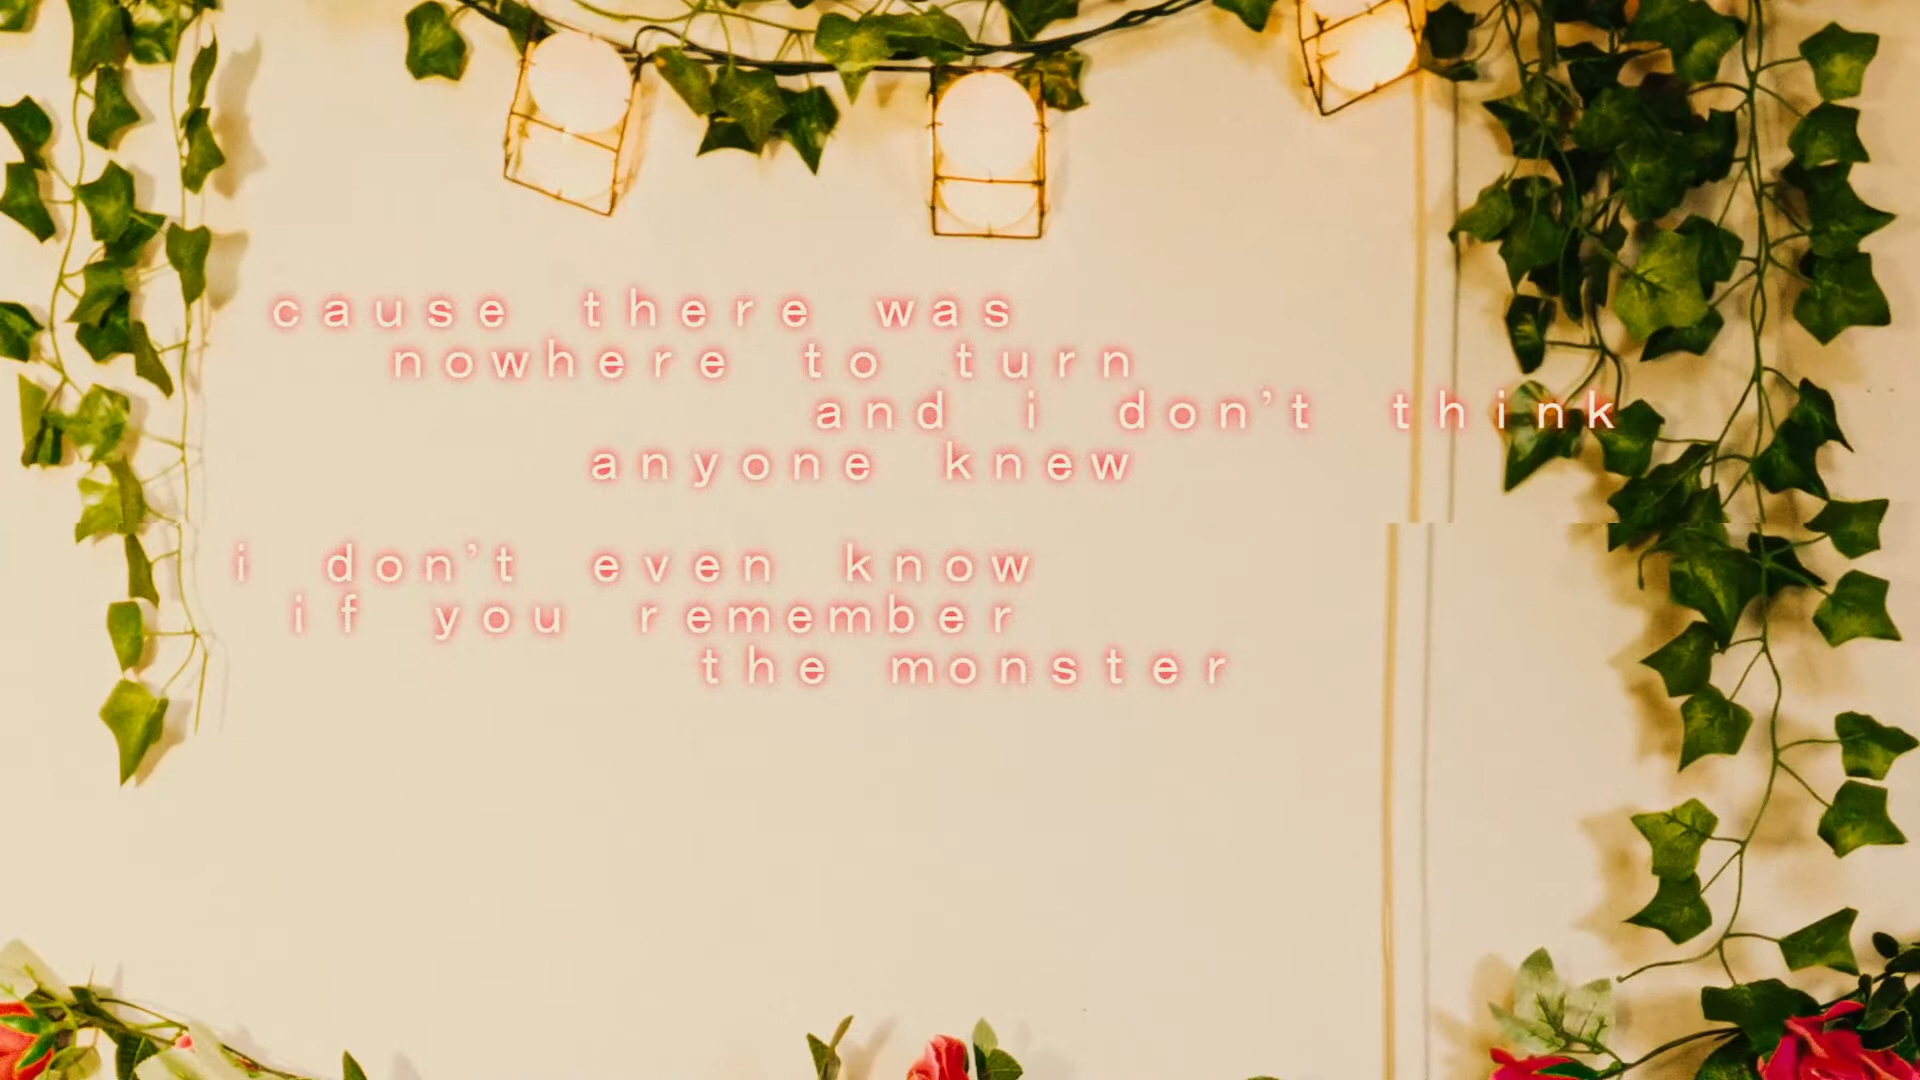 cause there was
nowhere to turn
and i don't think
anyone knew
i don't even know
if you remember
the monster